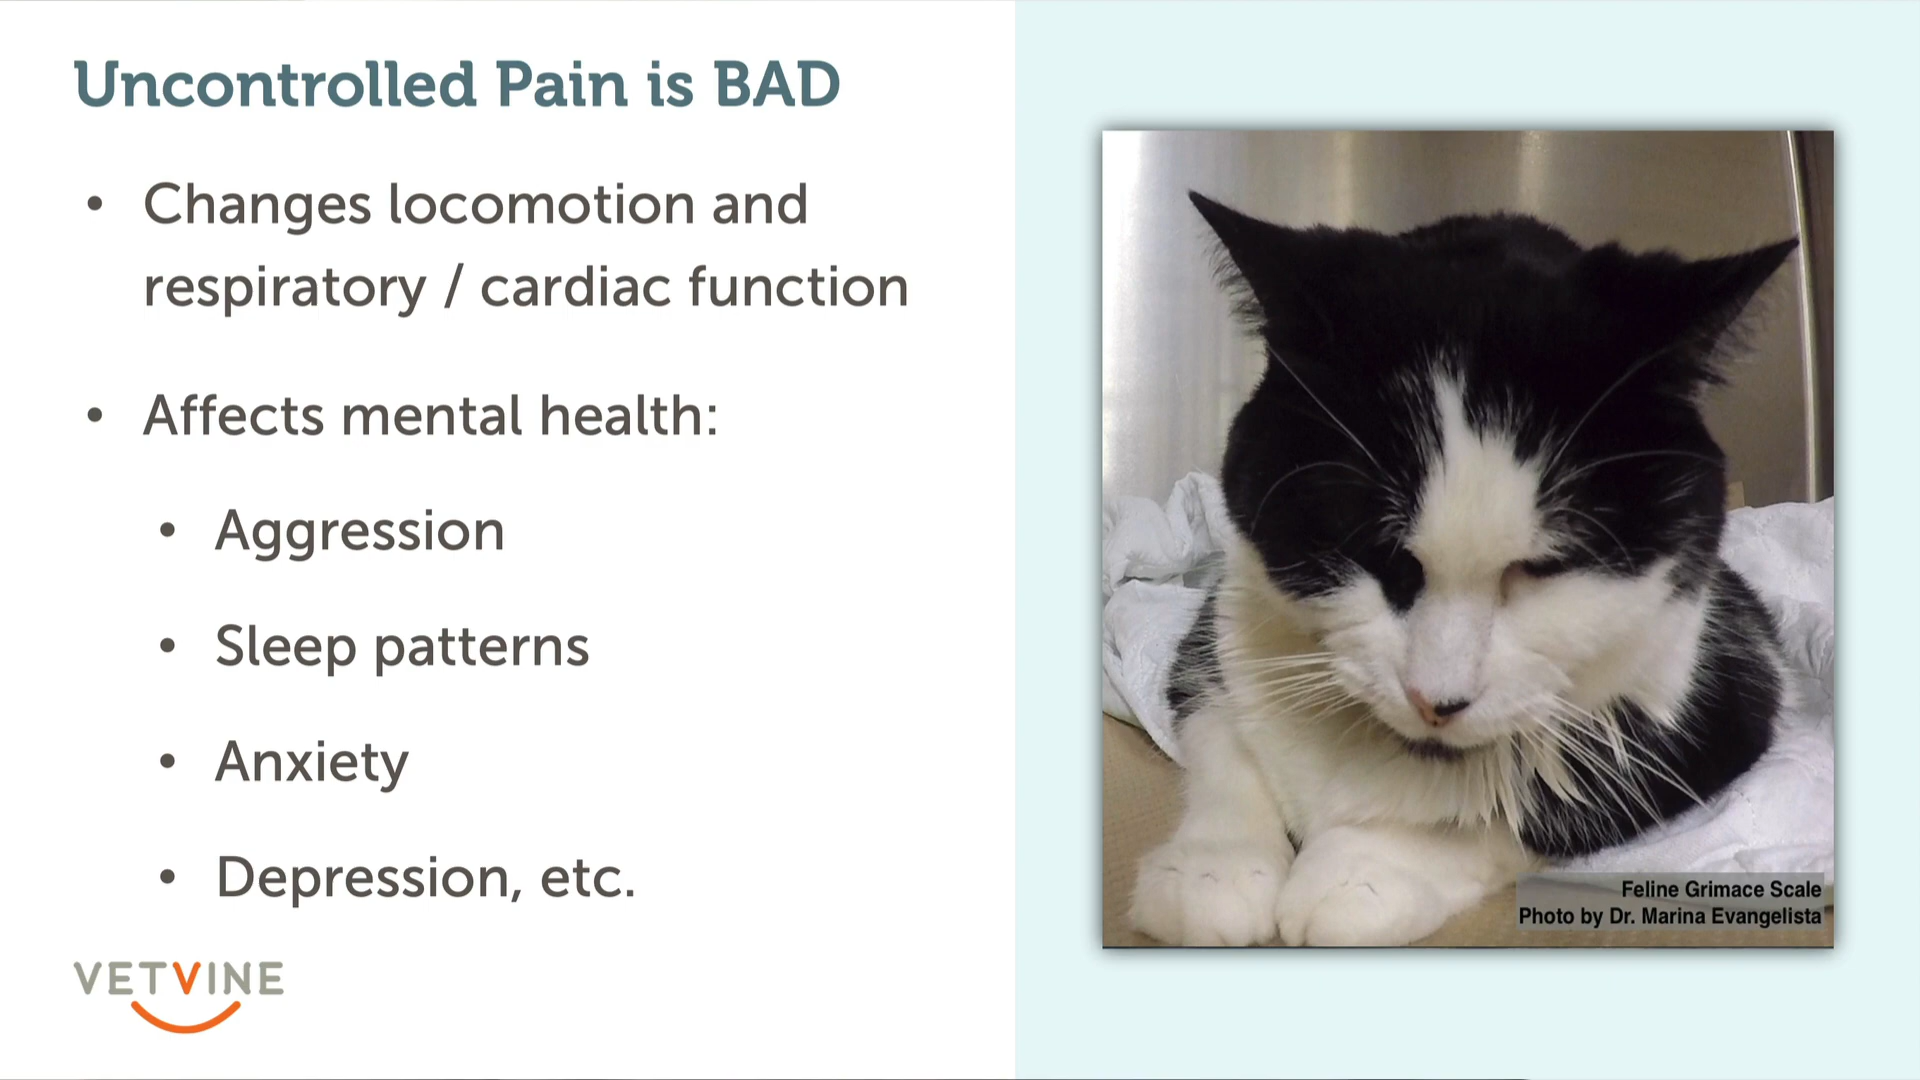 Uncontrolled Pain is BAD
• Changes locomotion and
respiratory / cardiac function
• Affects mental health:
• Aggression
• Sleep patterns
• Anxiety
• Depression, etc.
Feline Grimace Scale
Photo by Dr. Marina Evangelista
VETVINE